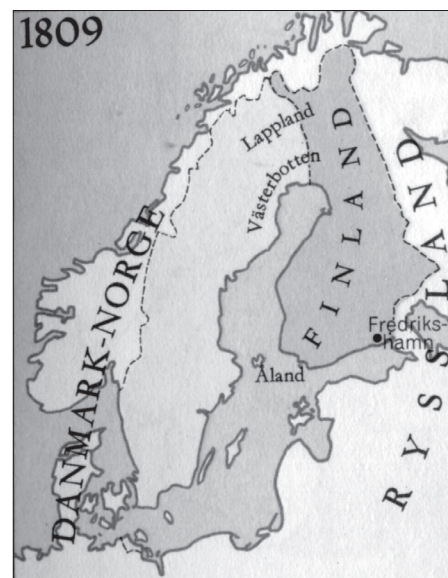 1809
Lappland
Västerbotten
FINLAND
DANMARK-NORGE
Fredriks-
hamn
Åland
RYSSLAND